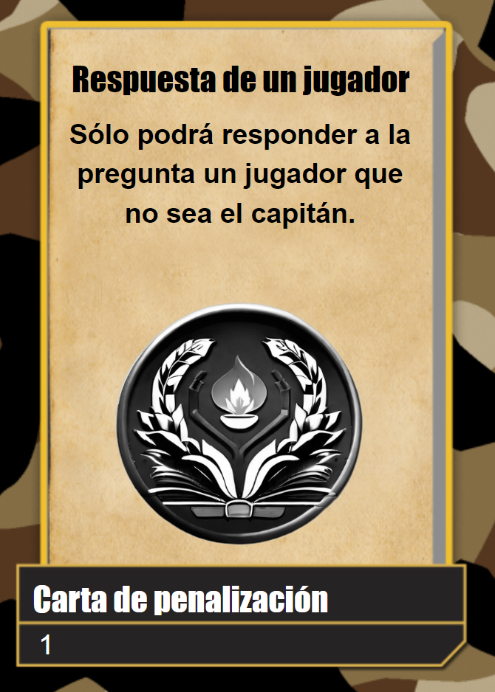 Respuesta de un jugador
Sólo podrá responder a la
pregunta un jugador que
no sea el capitán.
Carta de penalización
1